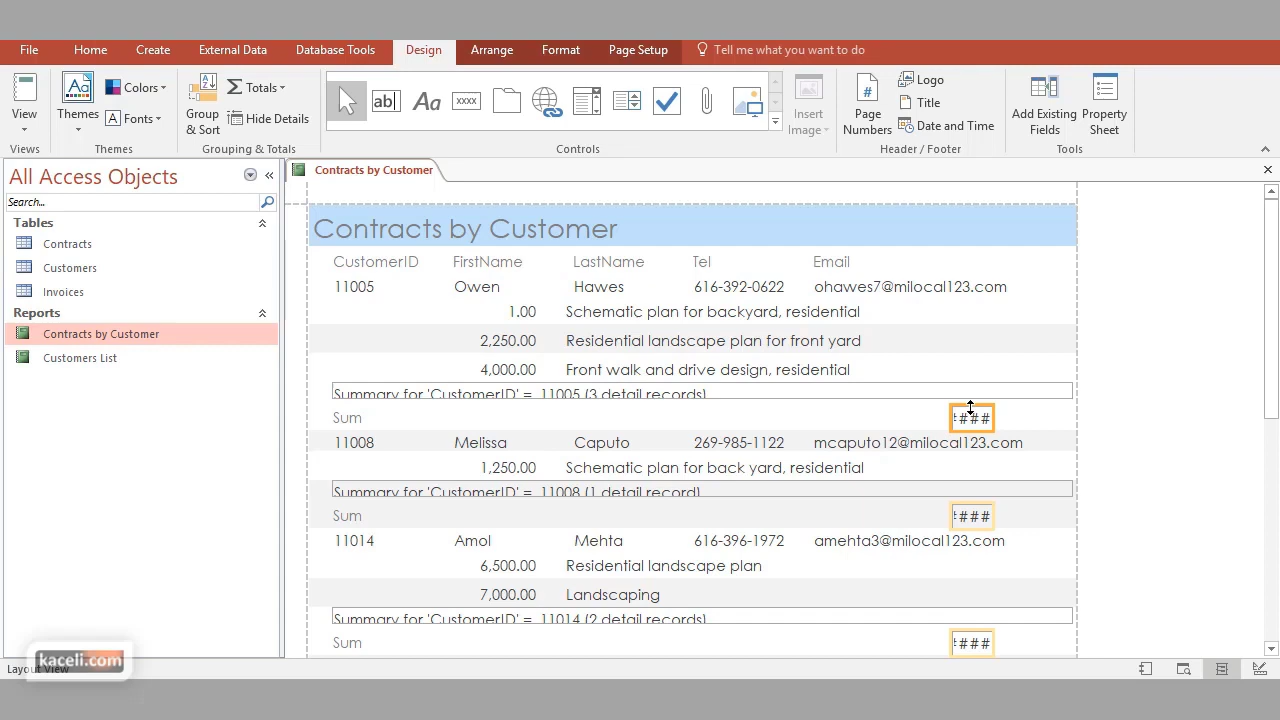 File Home Create External Data Database Tools Design Arrange Format Page Setup Tell me what you want to do
View Themes Colors Fonts Group & Sort Totals Hide Details ab| Aa xxxx Insert Image # Page Numbers Logo Title Date and Time Add Existing Fields Property Sheet
Views Themes Grouping & Totals Controls Header / Footer Tools
All Access Objects
Search...
Tables
Contracts
Customers
Invoices
Reports
Contracts by Customer
Customers List
Contracts by Customer
Contracts by Customer
CustomerID FirstName LastName Tel Email
11005 Owen Hawes 616-392-0622 ohawes7@milocal123.com
1.00 Schematic plan for backyard, residential
2,250.00 Residential landscape plan for front yard
4,000.00 Front walk and drive design, residential
Summary for 'CustomerID' = 11005 (3 detail records)
Sum ####
11008 Melissa Caputo 269-985-1122 mcaputo12@milocal123.com
1,250.00 Schematic plan for back yard, residential
Summary for 'CustomerID' = 11008 (1 detail record)
Sum ####
11014 Amol Mehta 616-396-1972 amehta3@milocal123.com
6,500.00 Residential landscape plan
7,000.00 Landscaping
Summary for 'CustomerID' = 11014 (2 detail records)
Sum ####
kaceli.com
Layout View